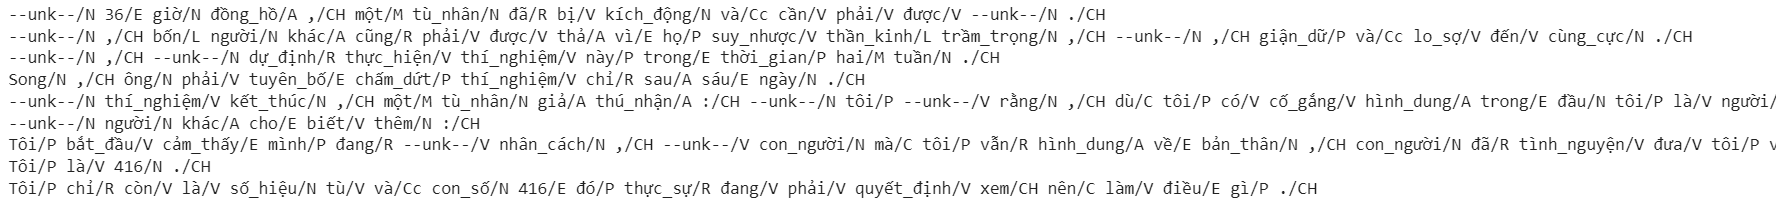 --unk--/N 36/E giờ/N đồng_hồ/A ,/CH một/M tù_nhân/N đã/R bị/V kích_động/N và/Cc cần/V phải/V được/V --unk--/N ./CH
--unk--/N ,/CH bốn/L người/N khác/A cũng/R phải/V được/V thả/A vì/E họ/P suy_nhược/V thần_kinh/L trầm_trọng/N ,/CH --unk--/N ,/CH giận_dữ/P và/Cc lo_sợ/V đến/V cùng_cực/N ./CH
--unk--/N ,/CH --unk--/N dự_định/R thực_hiện/V thí_nghiệm/V này/P trong/E thời_gian/P hai/M tuần/N ./CH
Song/N ,/CH ông/N phải/V tuyên_bố/E chấm_dứt/P thí_nghiệm/V chỉ/R sau/A sáu/E ngày/N ./CH
--unk--/N thí_nghiệm/V kết_thúc/N ,/CH một/M tù_nhân/N giả/A thú_nhận/A :/CH --unk--/N tôi/P --unk--/V rằng/N ,/CH dù/C tôi/P có/V cố_gắng/V hình_dung/A trong/E đầu/N tôi/P là/V người/
--unk--/N người/N khác/A cho/E biết/V thêm/N :/CH
Tôi/P bắt_đầu/V cảm_thấy/E mình/P đang/R --unk--/V nhân_cách/N ,/CH --unk--/V con_người/N mà/C tôi/P vẫn/R hình_dung/A về/E bản_thân/N ,/CH con_người/N đã/R tình_nguyện/V đưa/V tôi/P v
Tôi/P là/V 416/N ./CH
Tôi/P chỉ/R còn/V là/V số_hiệu/N tù/V và/Cc con_số/N 416/E đó/P thực_sự/R đang/V phải/V quyết_định/V xem/CH nên/C làm/V điều/E gì/P ./CH